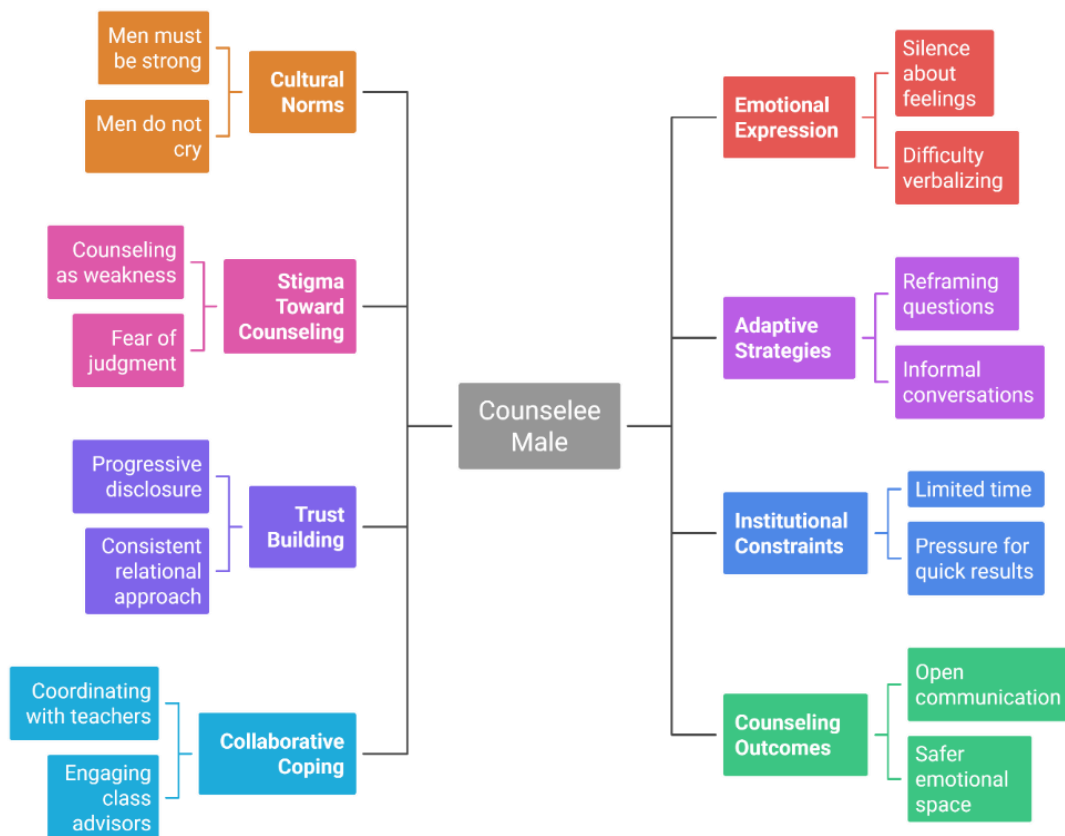 Men must
be strong
Men do not
cry
Cultural
Norms
Counseling
as weakness
Fear of
judgment
Stigma
Toward
Counseling
Progressive
disclosure
Consistent
relational
approach
Trust
Building
Coordinating
with teachers
Engaging
class
advisors
Collaborative
Coping
Counselee
Male
Emotional
Expression
Silence
about
feelings
Difficulty
verbalizing
Adaptive
Strategies
Reframing
questions
Informal
conversations
Institutional
Constraints
Limited time
Pressure for
quick results
Counseling
Outcomes
Open
communication
Safer
emotional
space